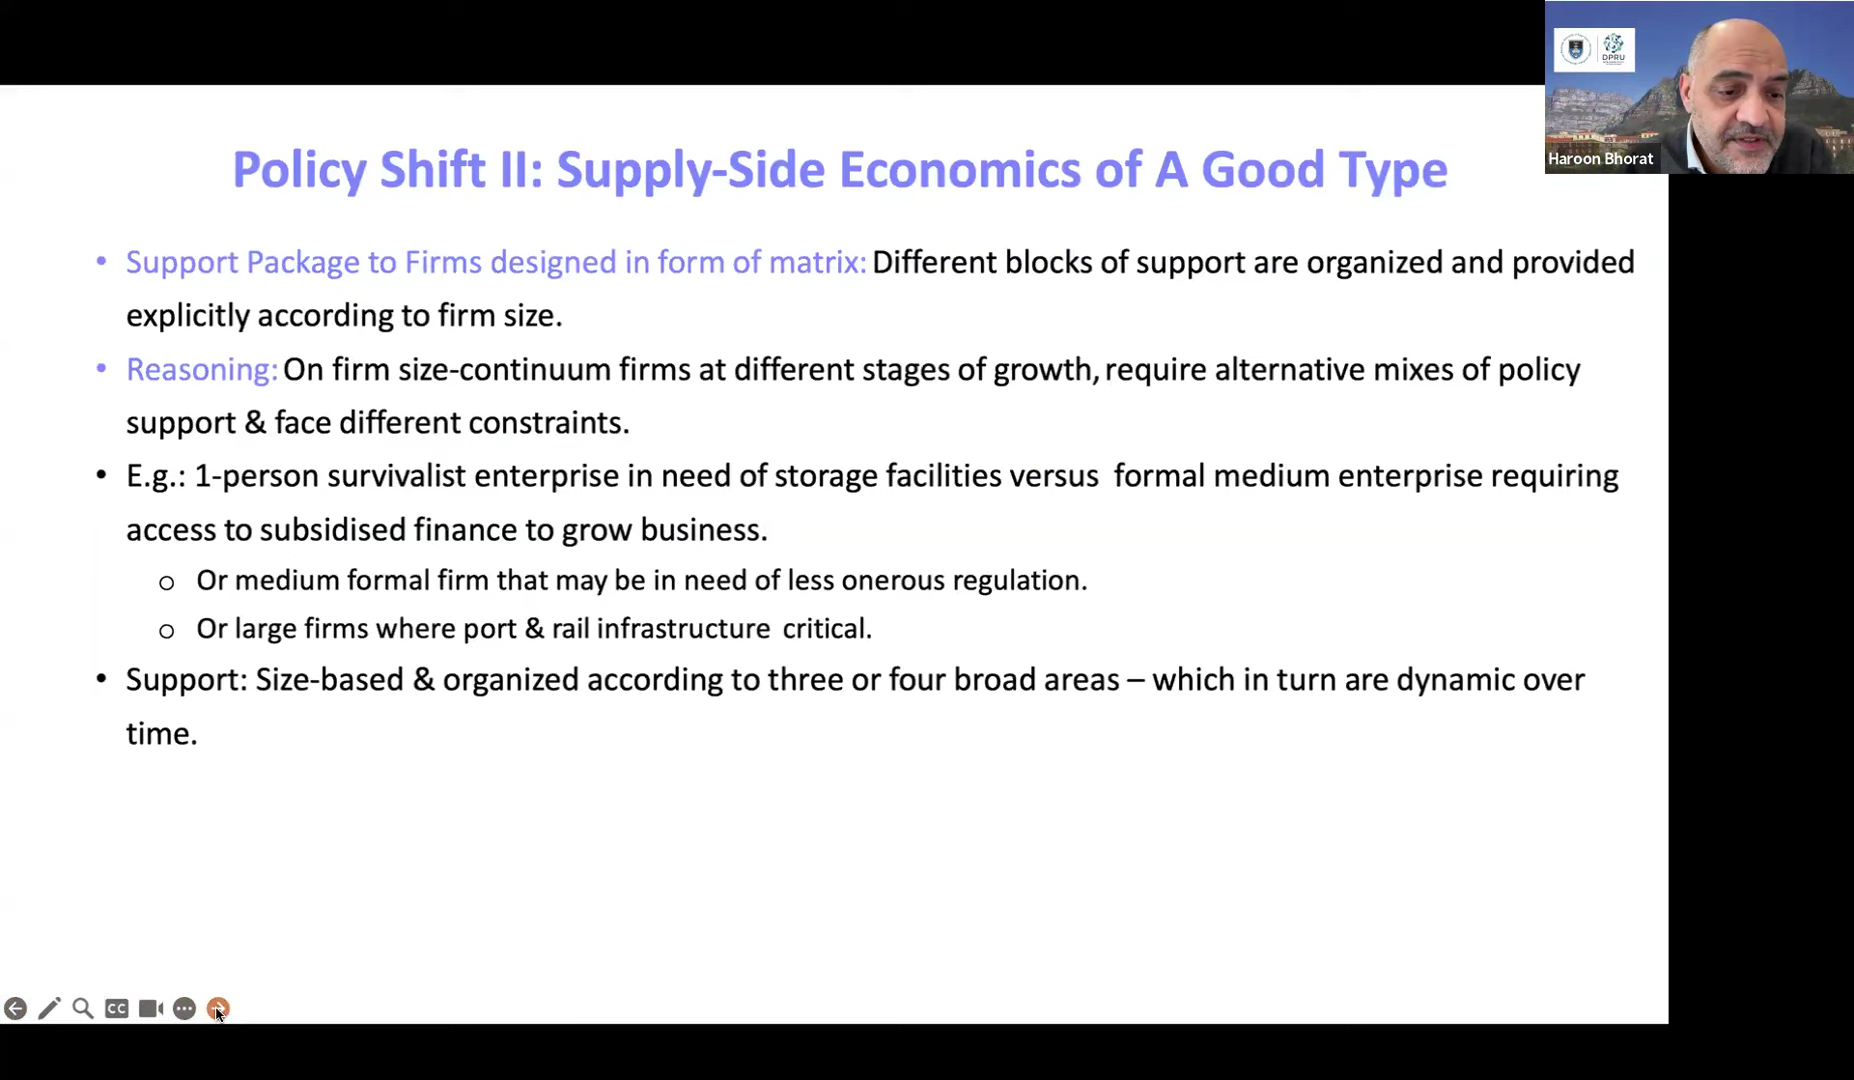 DPRU
Haroon Bhorat
Policy Shift II: Supply-Side Economics of A Good Type
• Support Package to Firms designed in form of matrix: Different blocks of support are organized and provided
explicitly according to firm size.
• Reasoning: On firm size-continuum firms at different stages of growth, require alternative mixes of policy
support & face different constraints.
• E.g.: 1-person survivalist enterprise in need of storage facilities versus formal medium enterprise requiring
access to subsidised finance to grow business.
o Or medium formal firm that may be in need of less onerous regulation.
o Or large firms where port & rail infrastructure critical.
• Support: Size-based & organized according to three or four broad areas – which in turn are dynamic over
time.
CC